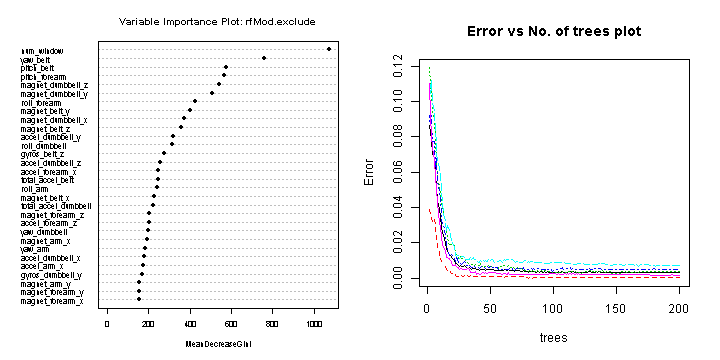 Variable Importance Plot: rfMod.exclude
num_window
yaw_belt
pitch_belt
pitch_forearm
magnet_dumbbell_z
magnet_dumbbell_y
roll_forearm
magnet_belt_y
magnet_dumbbell_x
magnet_belt_z
accel_dumbbell_y
roll_dumbbell
gyros_belt_z
accel_dumbbell_z
accel_forearm_x
total_accel_belt
roll_arm
magnet_belt_x
total_accel_dumbbell
magnet_forearm_z
accel_forearm_z
yaw_dumbbell
magnet_arm_x
yaw_arm
accel_dumbbell_x
accel_arm_x
gyros_dumbbell_y
magnet_arm_y
magnet_forearm_y
magnet_forearm_x
0 200 400 600 800 1000
MeanDecreaseGini
Error vs No. of trees plot
Error
0.12
0.10
0.08
0.06
0.04
0.02
0.00
0 50 100 150 200
trees